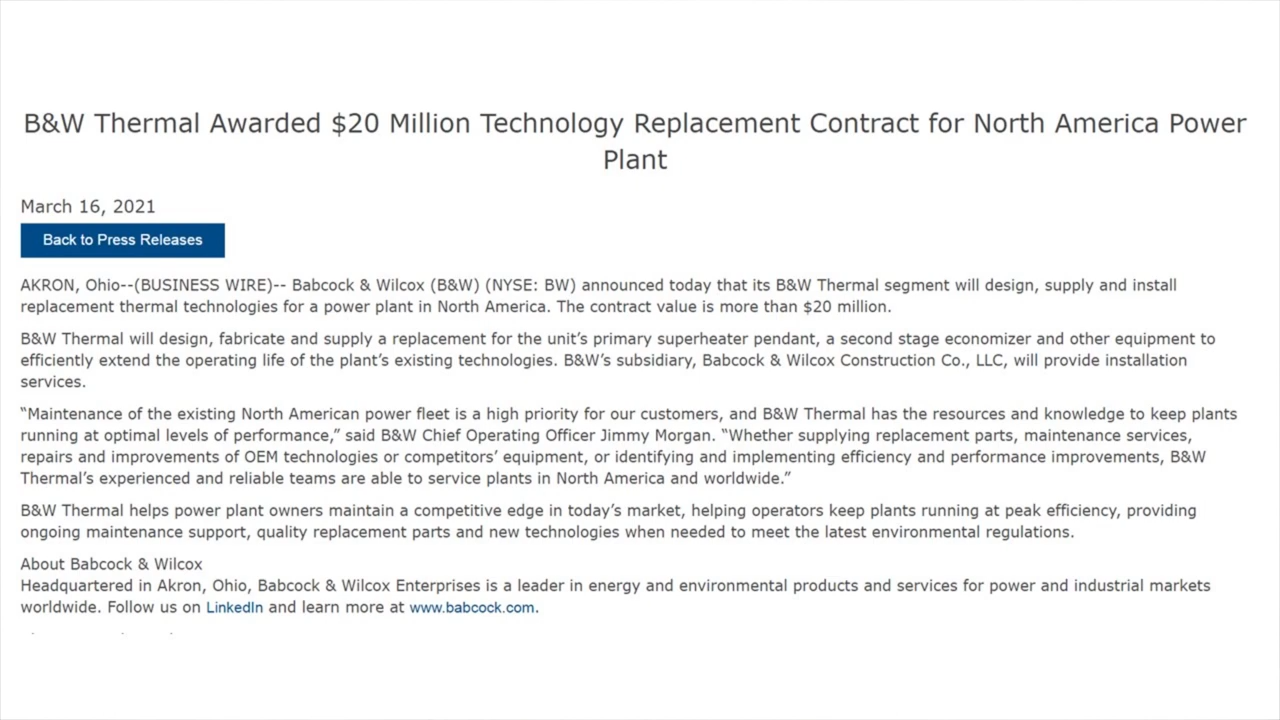 B&W Thermal Awarded $20 Million Technology Replacement Contract for North America Power
Plant
March 16, 2021
Back to Press Releases
AKRON, Ohio--(BUSINESS WIRE)-- Babcock & Wilcox (B&W) (NYSE: BW) announced today that its B&W Thermal segment will design, supply and install
replacement thermal technologies for a power plant in North America. The contract value is more than $20 million.
B&W Thermal will design, fabricate and supply a replacement for the unit’s primary superheater pendant, a second stage economizer and other equipment to
efficiently extend the operating life of the plant’s existing technologies. B&W’s subsidiary, Babcock & Wilcox Construction Co., LLC, will provide installation
services.
“Maintenance of the existing North American power fleet is a high priority for our customers, and B&W Thermal has the resources and knowledge to keep plants
running at optimal levels of performance,” said B&W Chief Operating Officer Jimmy Morgan. “Whether supplying replacement parts, maintenance services,
repairs and improvements of OEM technologies or competitors’ equipment, or identifying and implementing efficiency and performance improvements, B&W
Thermal’s experienced and reliable teams are able to service plants in North America and worldwide.”
B&W Thermal helps power plant owners maintain a competitive edge in today’s market, helping operators keep plants running at peak efficiency, providing
ongoing maintenance support, quality replacement parts and new technologies when needed to meet the latest environmental regulations.
About Babcock & Wilcox
Headquartered in Akron, Ohio, Babcock & Wilcox Enterprises is a leader in energy and environmental products and services for power and industrial markets
worldwide. Follow us on LinkedIn and learn more at www.babcock.com.